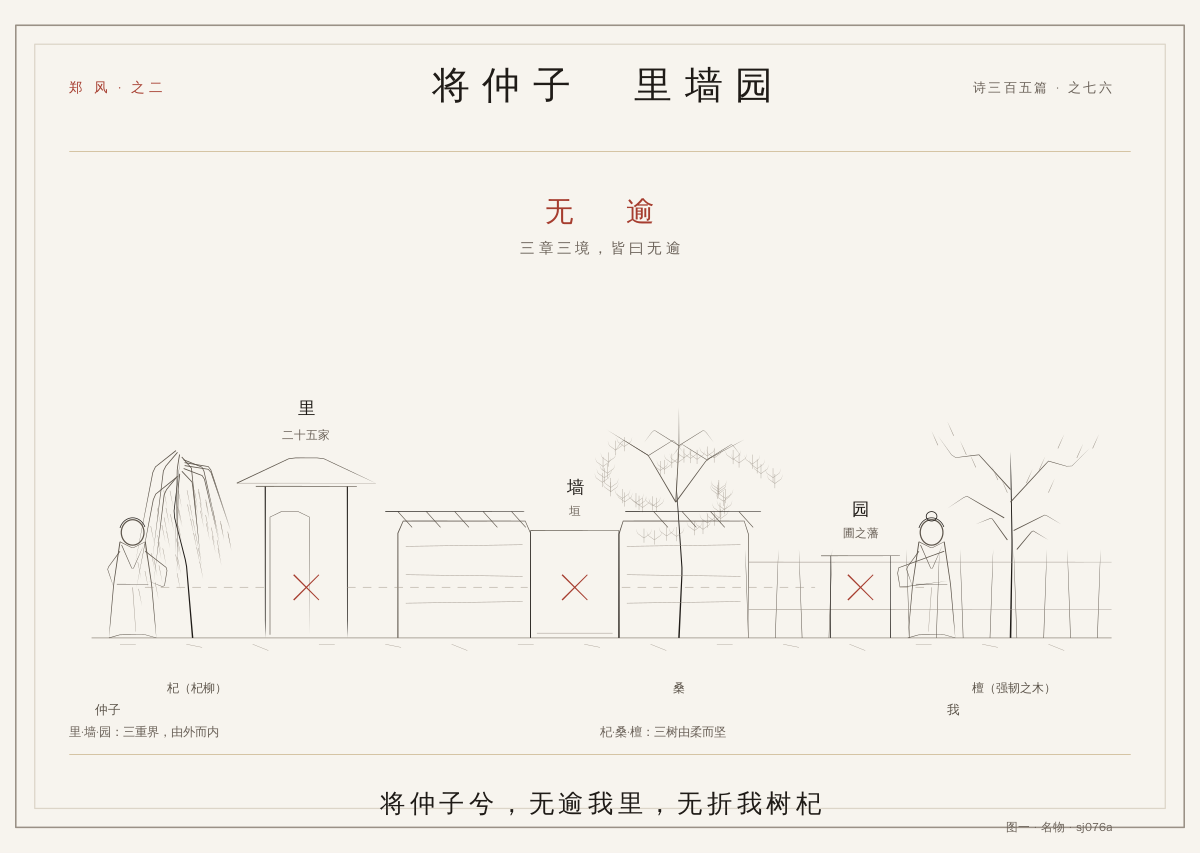 郑风·之二
将仲子 里墙园
诗三百五篇·之七六
无逾
三章三境，皆曰无逾
里
二十五家
墙
垣
园
圃之藩
杞（杞柳）
桑
檀（强韧之木）
仲子
我
里·墙·园：三重界，由外而内
杞·桑·檀：三树由柔而坚
将仲子兮，无逾我里，无折我树杞
图一·名物·sj076a